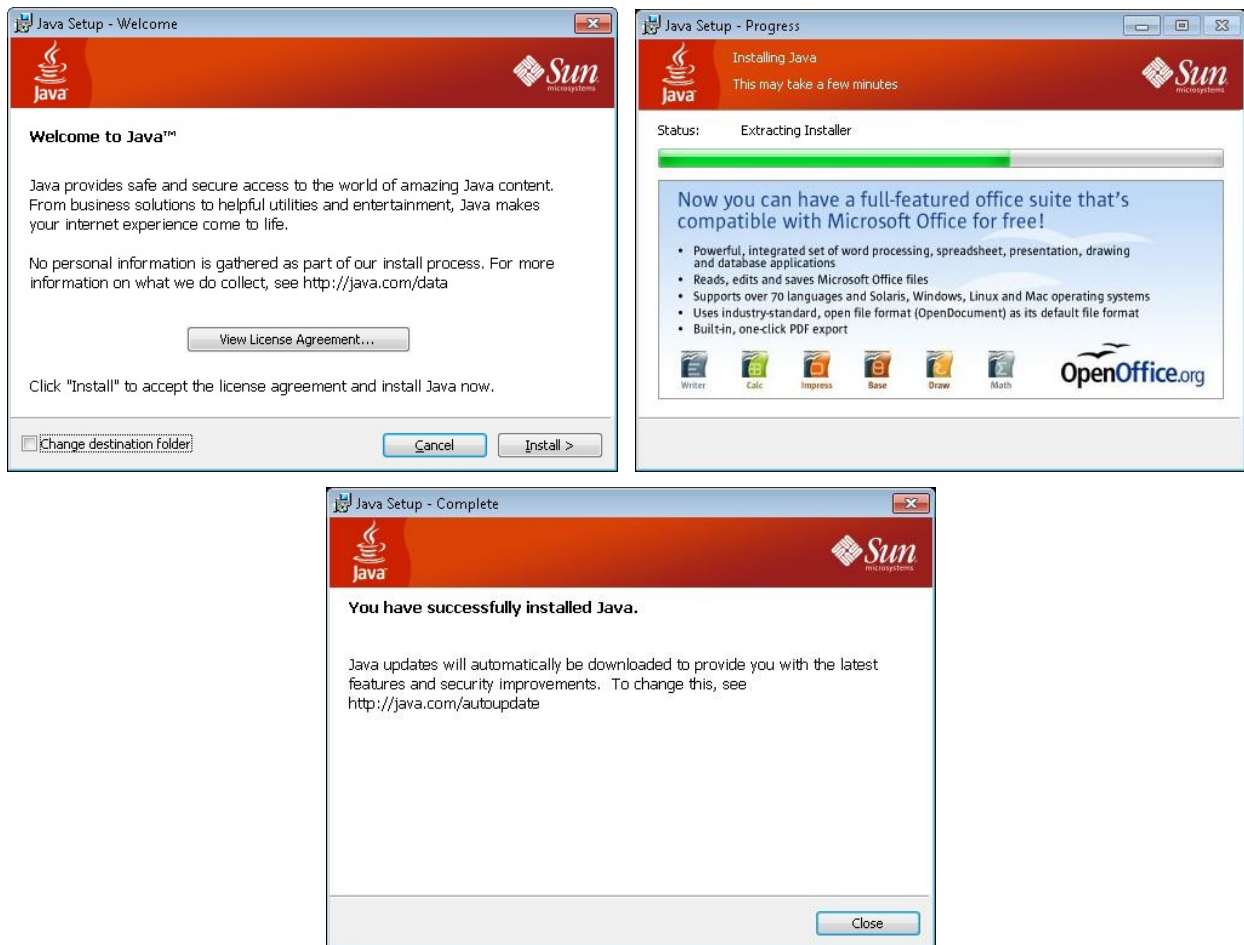 Java Setup - Welcome
Java
Sun
microsystems
Welcome to Java™
Java provides safe and secure access to the world of amazing Java content.
From business solutions to helpful utilities and entertainment, Java makes
your internet experience come to life.
No personal information is gathered as part of our install process. For more
information on what we do collect, see http://java.com/data
View License Agreement...
Click "Install" to accept the license agreement and install Java now.
Change destination folder
Cancel
Install >
Java Setup - Progress
Java
Installing Java
This may take a few minutes
Sun
microsystems
Status: Extracting Installer
Now you can have a full-featured office suite that's
compatible with Microsoft Office for free!
• Powerful, integrated set of word processing, spreadsheet, presentation, drawing
and database applications
• Reads, edits and saves Microsoft Office files
• Supports over 70 languages and Solaris, Windows, Linux and Mac operating systems
• Uses industry-standard, open file format (OpenDocument) as its default file format
• Built-in, one-click PDF export
Writer Calc Impress Base Draw Math
OpenOffice.org
Java Setup - Complete
Java
Sun
microsystems
You have successfully installed Java.
Java updates will automatically be downloaded to provide you with the latest
features and security improvements. To change this, see
http://java.com/autoupdate
Close